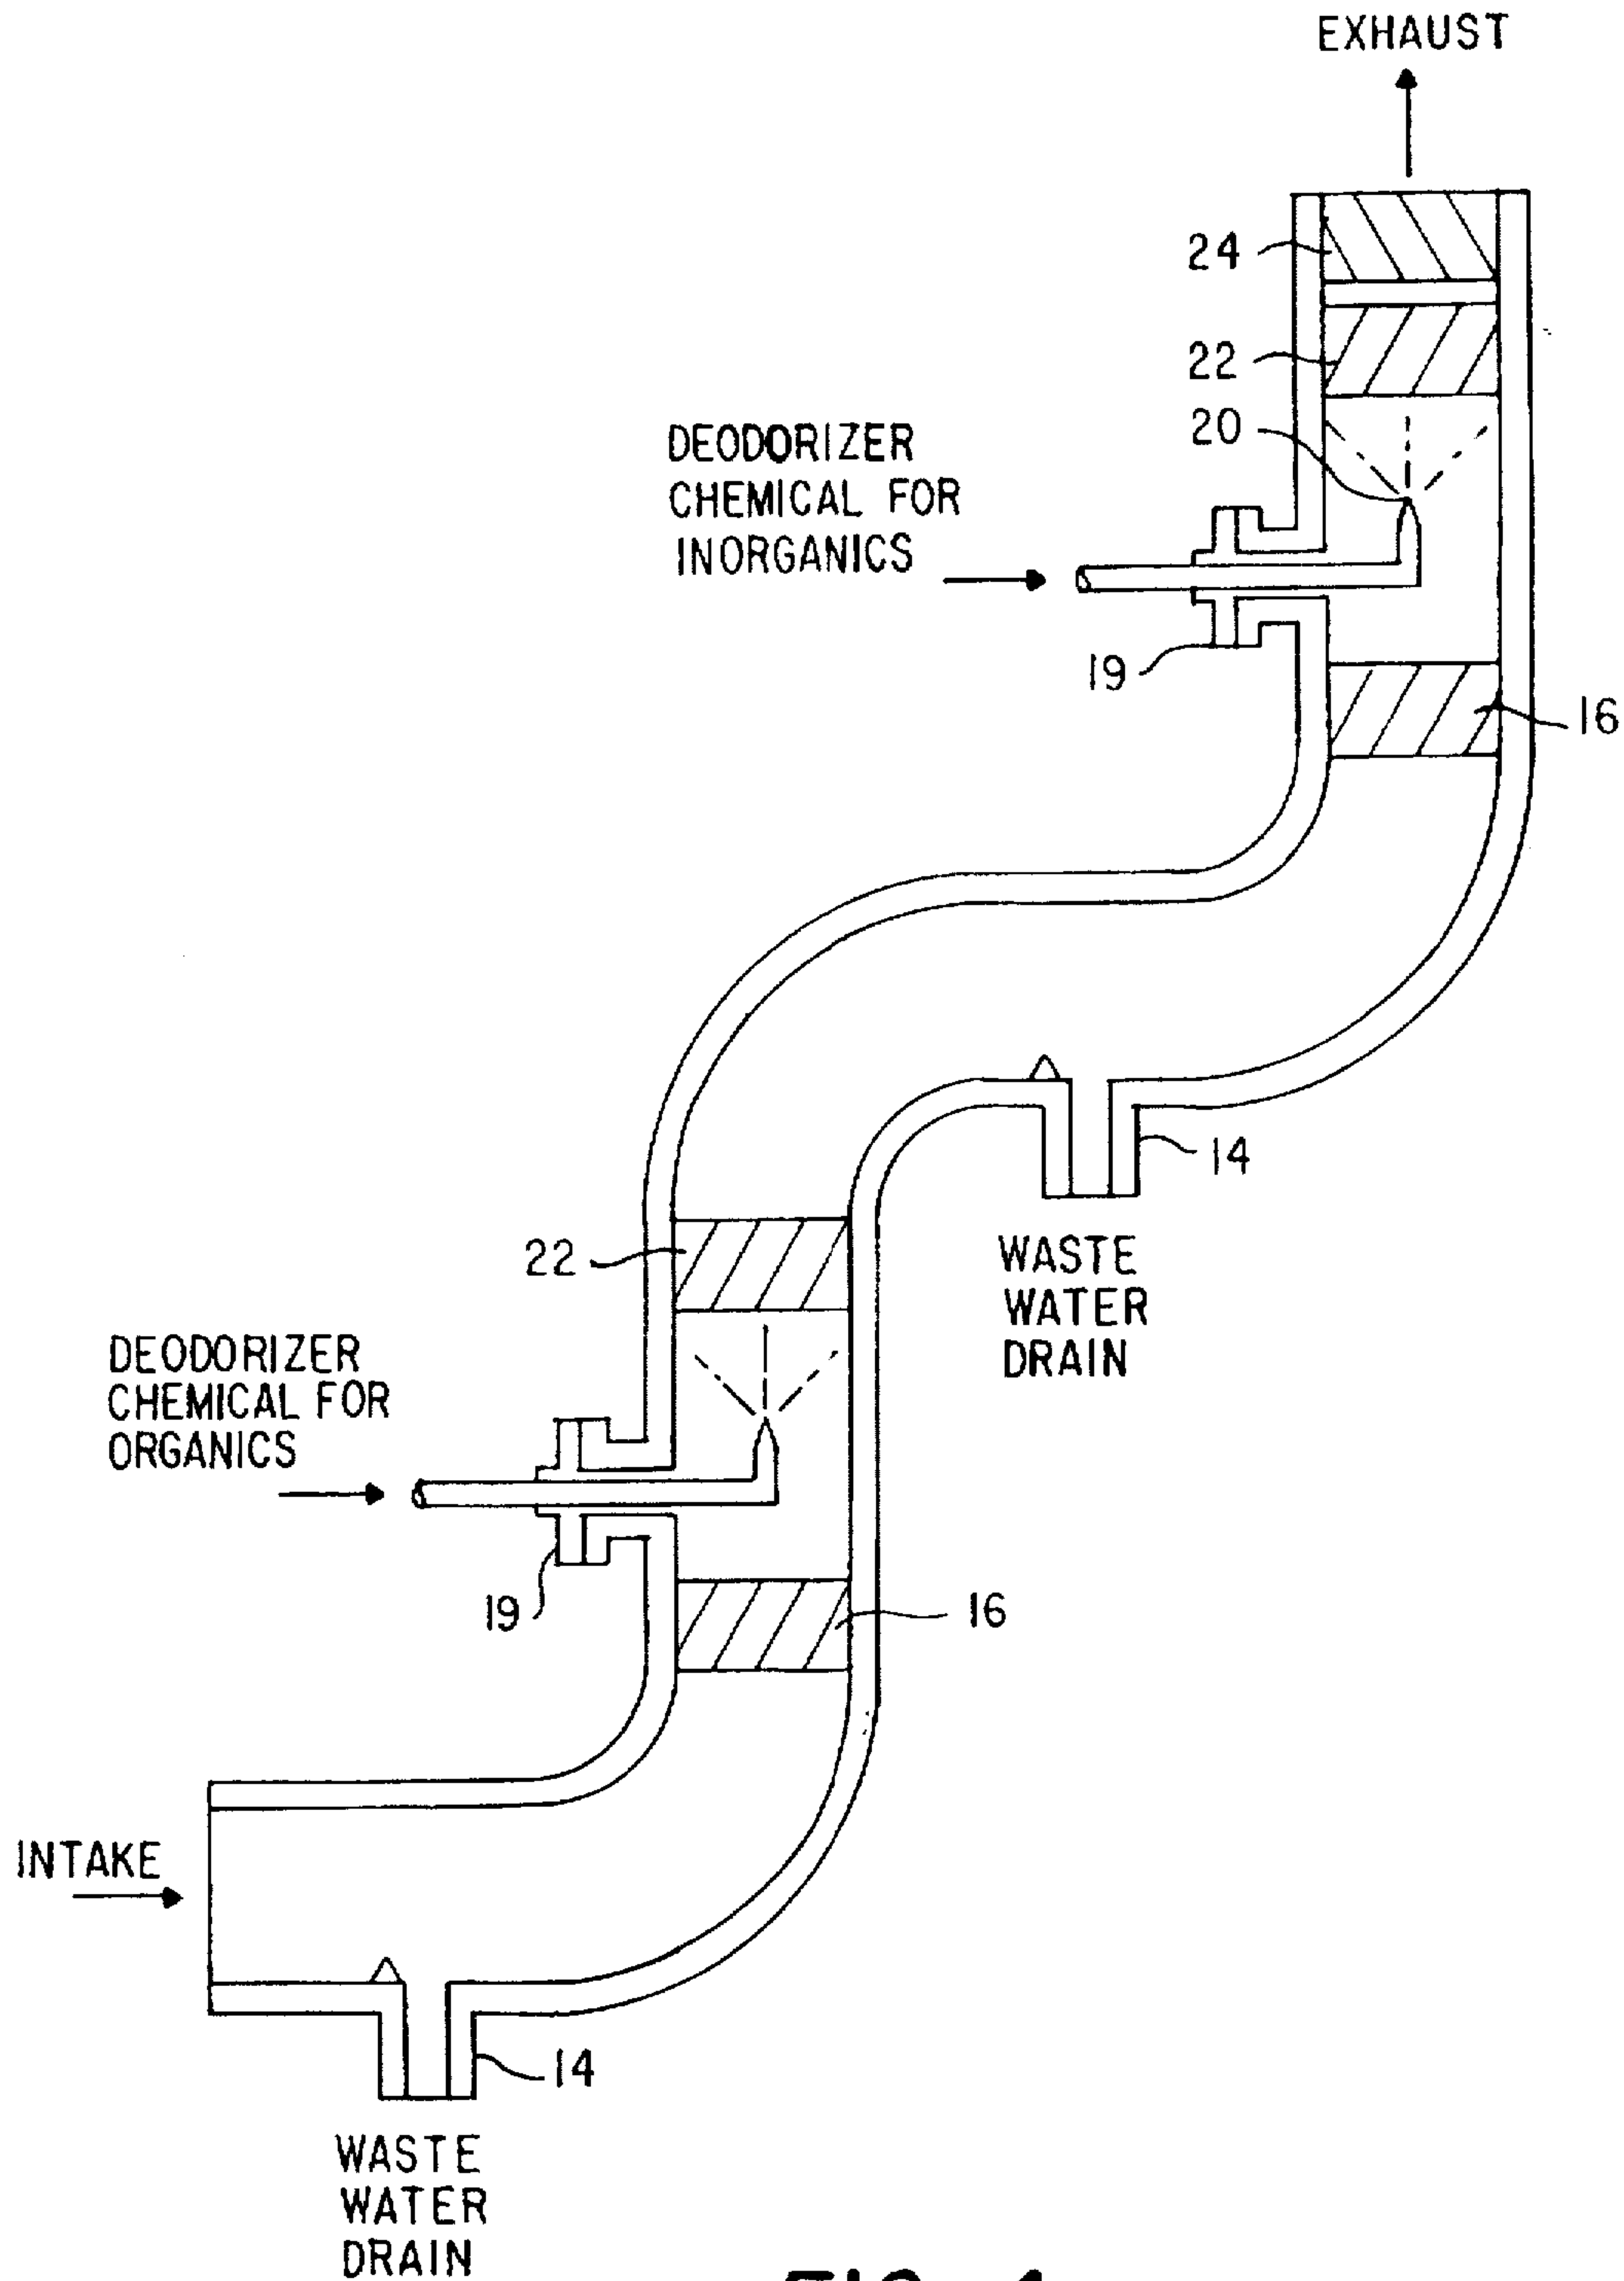 EXHAUST
24
22
20
DEODORIZER
CHEMICAL FOR
INORGANICS
19
16
14
WASTE
WATER
DRAIN
22
DEODORIZER
CHEMICAL FOR
ORGANICS
19
16
INTAKE
14
WASTE
WATER
DRAIN